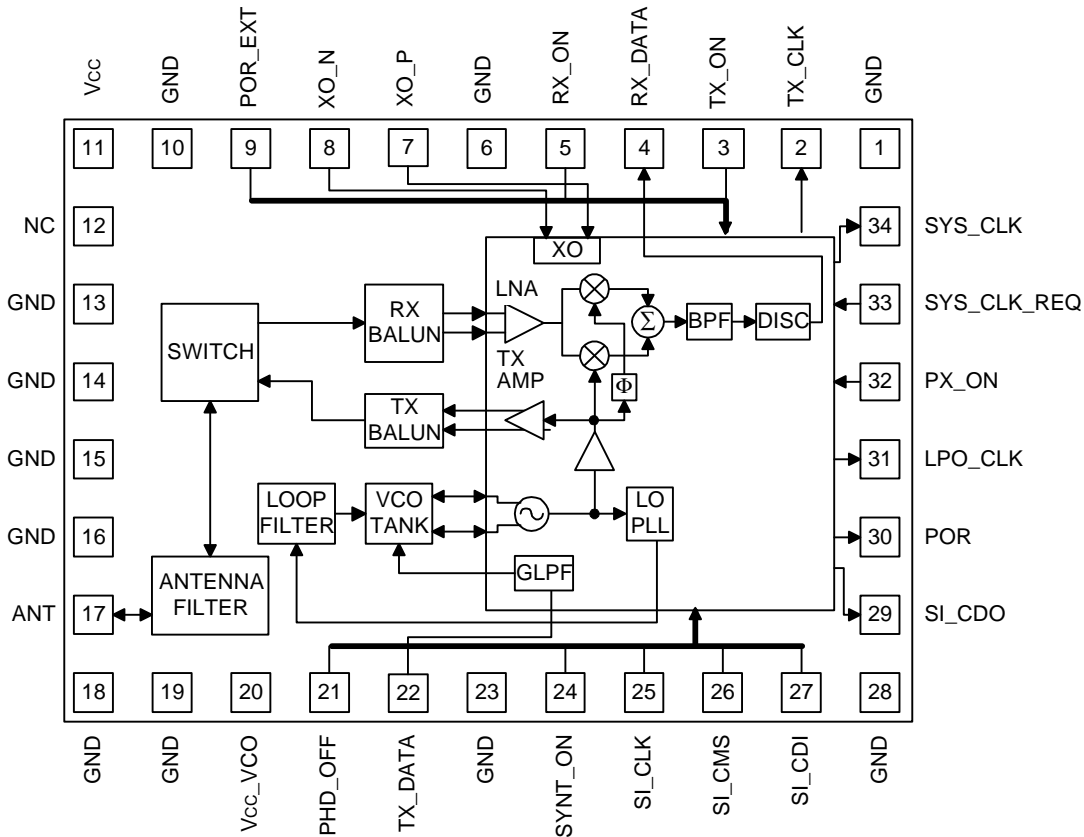 Vcc
GND
POR_EXT
XO_N
XO_P
GND
RX_ON
RX_DATA
TX_ON
TX_CLK
GND
11 10 9 8 7 6 5 4 3 2 1
NC 12
34 SYS_CLK
XO
GND 13
33 SYS_CLK_REQ
SWITCH
RX
BALUN
LNA
Σ
BPF
DISC
GND 14
32 PX_ON
TX
AMP
Φ
TX
BALUN
GND 15
31 LPO_CLK
LOOP
FILTER
VCO
TANK
LO
PLL
GND 16
30 POR
GLPF
ANTENNA
FILTER
ANT 17
29 SI_CDO
18 19 20 21 22 23 24 25 26 27 28
GND
GND
Vcc_VCO
PHD_OFF
TX_DATA
GND
SYNT_ON
SI_CLK
SI_CMS
SI_CDI
GND